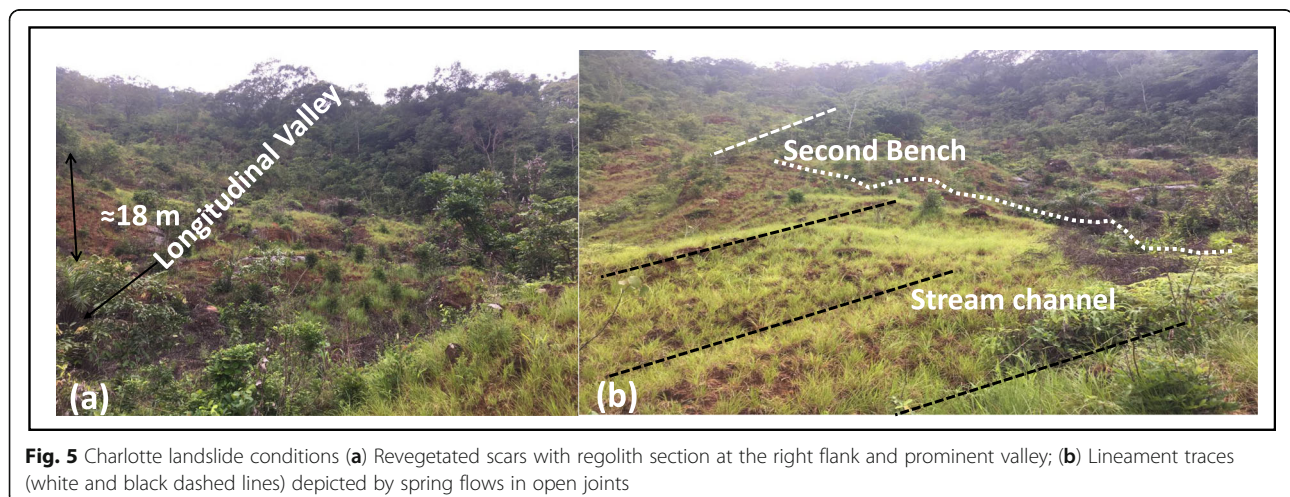 Longitudinal Valley
≈18 m
(a)
Second Bench
Stream channel
(b)
Fig. 5 Charlotte landslide conditions (a) Revegetated scars with regolith section at the right flank and prominent valley; (b) Lineament traces
(white and black dashed lines) depicted by spring flows in open joints